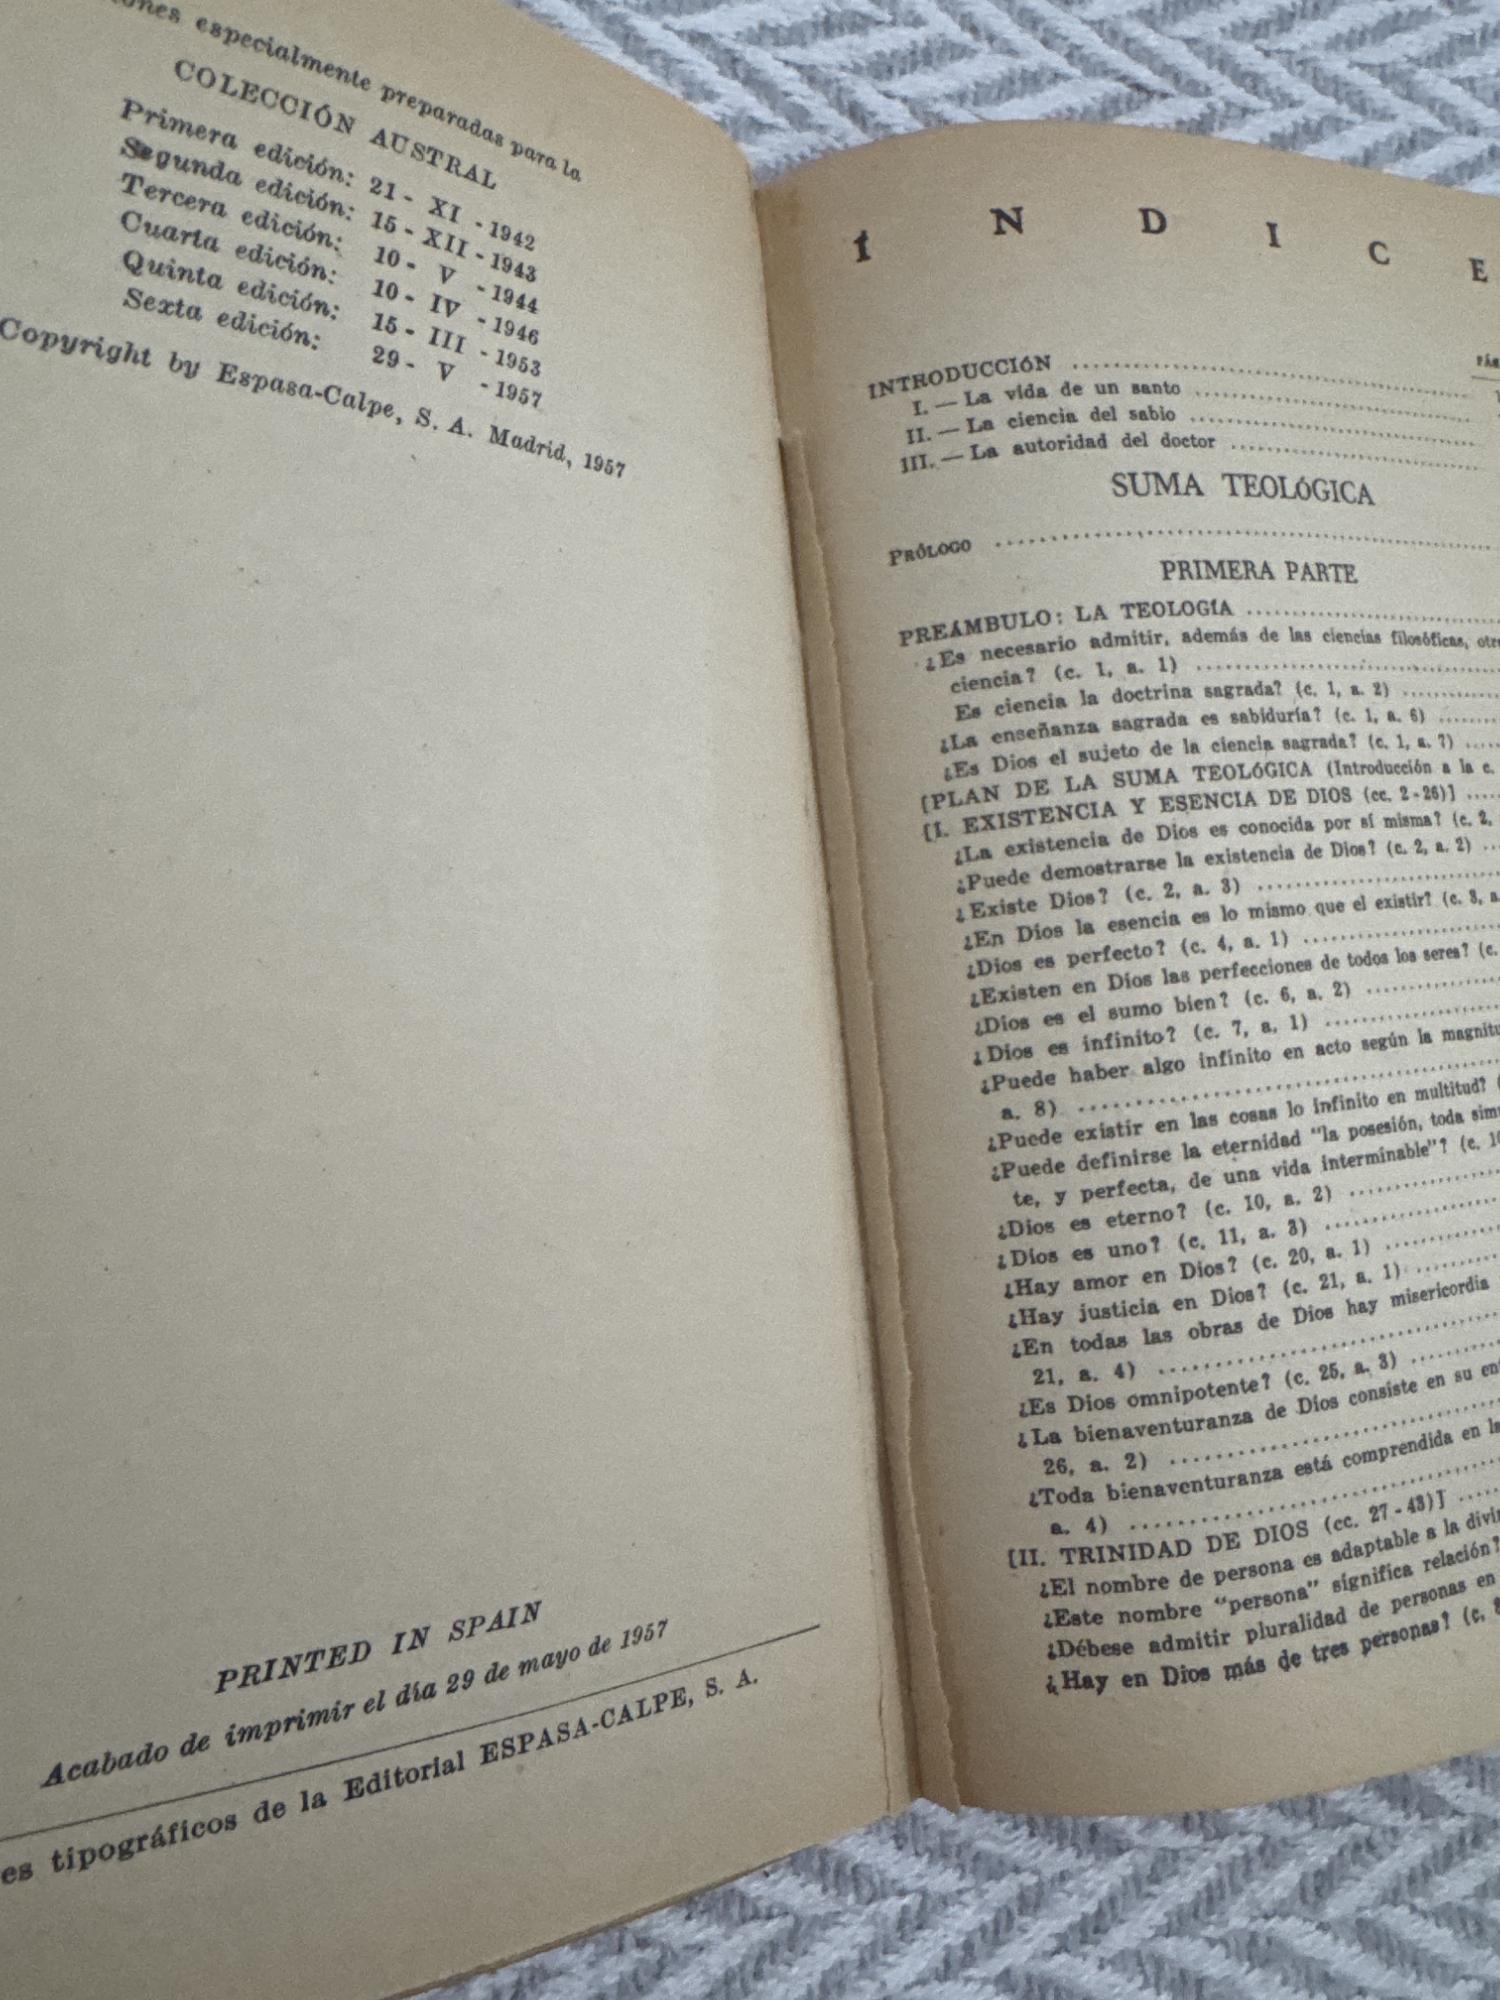 especialmente preparadas para la
COLECCIÓN AUSTRAL
Primera edición: 21 - XI - 1942
Segunda edición: 15 - XII - 1943
Tercera edición: 10 - V - 1944
Cuarta edición: 10 - IV - 1946
Quinta edición: 15 - III - 1953
Sexta edición: 29 - V - 1957
Copyright by Espasa-Calpe, S. A. Madrid, 1957
PRINTED IN SPAIN
Acabado de imprimir el día 29 de mayo de 1957
tipográficos de la Editorial ESPASA-CALPE, S. A.
ÍNDICE
INTRODUCCIÓN
I. — La vida de un santo
II. — La ciencia del sabio
III. — La autoridad del doctor
SUMA TEOLÓGICA
PRÓLOGO
PRIMERA PARTE
PREÁMBULO: LA TEOLOGÍA
¿Es necesario admitir, además de las ciencias filosóficas,
ciencia? (c. 1, a. 1)
Es ciencia la doctrina sagrada? (c. 1, a. 2)
¿La enseñanza sagrada es sabiduría? (c. 1, a. 6)
¿Es Dios el sujeto de la ciencia sagrada? (c. 1, a. 7)
[PLAN DE LA SUMA TEOLÓGICA (Introducción a la c.
[I. EXISTENCIA Y ESENCIA DE DIOS (cc. 2-26)]
¿La existencia de Dios es conocida por sí misma? (c. 2,
¿Puede demostrarse la existencia de Dios? (c. 2, a. 2)
¿Existe Dios? (c. 2, a. 3)
¿En Dios la esencia es lo mismo que el existir? (c. 3, a.
¿Dios es perfecto? (c. 4, a. 1)
¿Existen en Dios las perfecciones de todos los seres? (c.
¿Dios es el sumo bien? (c. 6, a. 2)
¿Dios es infinito? (c. 7, a. 1)
¿Puede haber algo infinito en acto según la
a. 8)
¿Puede existir en las cosas lo infinito en multitud?
¿Puede definirse la eternidad "la posesión, toda
te, y perfecta, de una vida interminable"? (c. 10
¿Dios es eterno? (c. 10, a. 2)
¿Dios es uno? (c. 11, a. 3)
¿Hay amor en Dios? (c. 20, a. 1)
¿Hay justicia en Dios? (c. 21, a. 1)
¿En todas las obras de Dios hay misericordia
21, a. 4)
¿Es Dios omnipotente? (c. 25, a. 3)
¿La bienaventuranza de Dios consiste en su
26, a. 2)
¿Toda bienaventuranza está comprendida en
a. 4)
[II. TRINIDAD DE DIOS (cc. 27-43)]
¿El nombre de persona es adaptable a la
¿Este nombre "persona" significa relación?
¿Débese admitir pluralidad de personas en
¿Hay en Dios más de tres personas? (c.